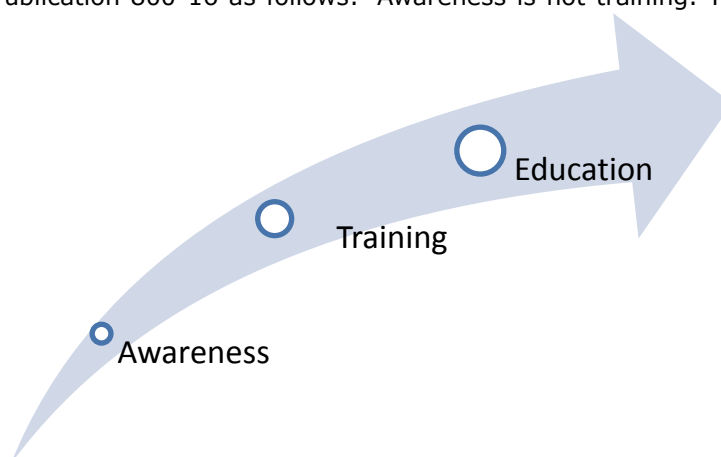 ublication 800-16 as follows: "Awareness is not training. T
Education
Training
Awareness